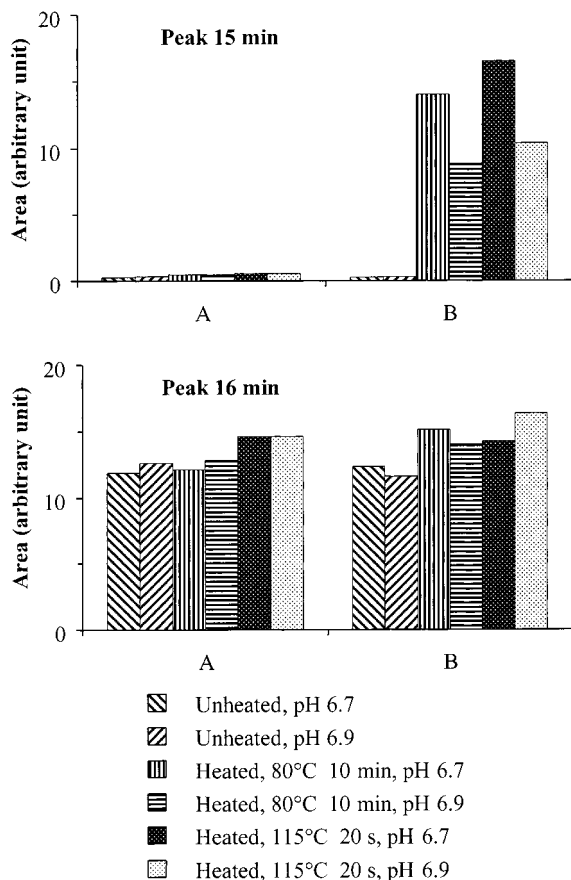 Peak 15 min
Area (arbitrary unit)
20
10
0
A
B
Peak 16 min
Area (arbitrary unit)
20
10
0
A
B
Unheated, pH 6.7
Unheated, pH 6.9
Heated, 80°C 10 min, pH 6.7
Heated, 80°C 10 min, pH 6.9
Heated, 115°C 20 s, pH 6.7
Heated, 115°C 20 s, pH 6.9